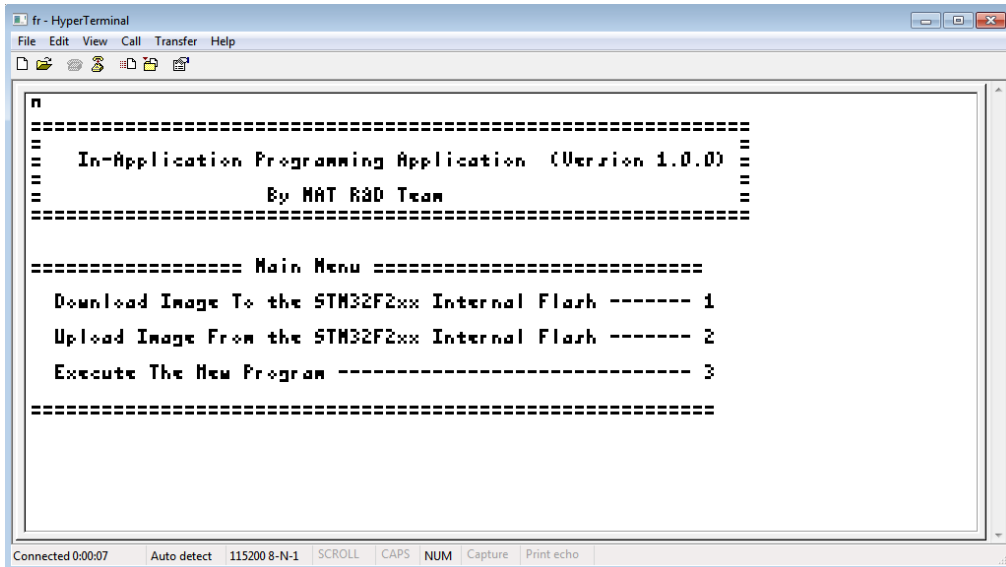 fr - HyperTerminal
File Edit View Call Transfer Help
n
=============================================================
= =
= In-Application Programming Application (Version 1.0.0) =
= =
= By MAT R&D Team =
=============================================================
================== Main Menu ============================
Download Image To the STM32F2xx Internal Flash ------- 1
Upload Image From the STM32F2xx Internal Flash ------- 2
Execute The New Program ------------------------------ 3
==========================================================
Connected 0:00:07 Auto detect 115200 8-N-1 SCROLL CAPS NUM Capture Print echo